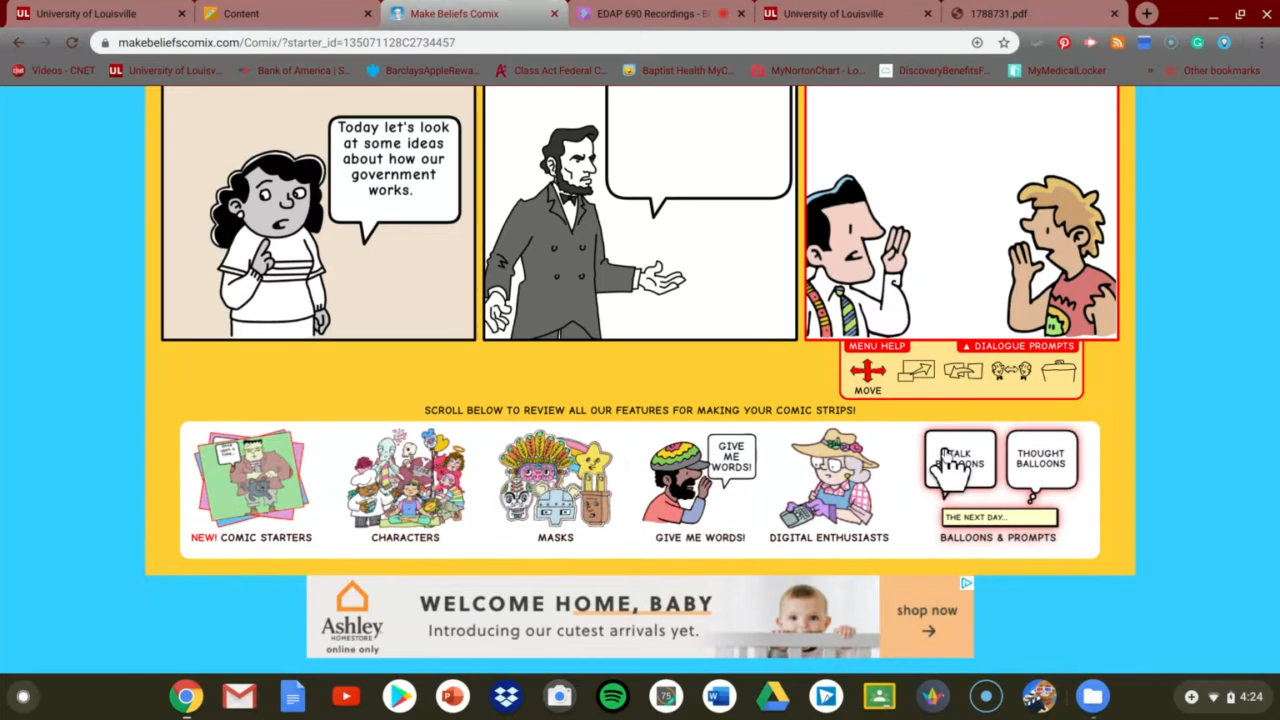 University of Louisville
Content
Make Beliefs Comix
EDAP 690 Recordings - B
University of Louisville
1788731.pdf
makebeliefscomix.com/Comix/?starter_id=135071128C2734457
Videos - CNET
University of Louisv...
Bank of America | S...
BarclaysAppleRewa...
Class Act Federal C...
Baptist Health MyC...
MyNortonChart - Lo...
DiscoveryBenefitsF...
MyMedicalLocker
»
Other bookmarks
Today let's look
at some ideas
about how our
government
works.
MENU HELP
▲ DIALOGUE PROMPTS
MOVE
SCROLL BELOW TO REVIEW ALL OUR FEATURES FOR MAKING YOUR COMIC STRIPS!
GIVE
ME
WORDS!
TALK
THOUGHT
BALLOONS
THE NEXT DAY...
NEW! COMIC STARTERS
CHARACTERS
MASKS
GIVE ME WORDS!
DIGITAL ENTHUSIASTS
BALLOONS & PROMPTS
Ashley
HOMESTORE
online only
WELCOME HOME, BABY
Introducing our cutest arrivals yet.
shop now
→
75
4:24